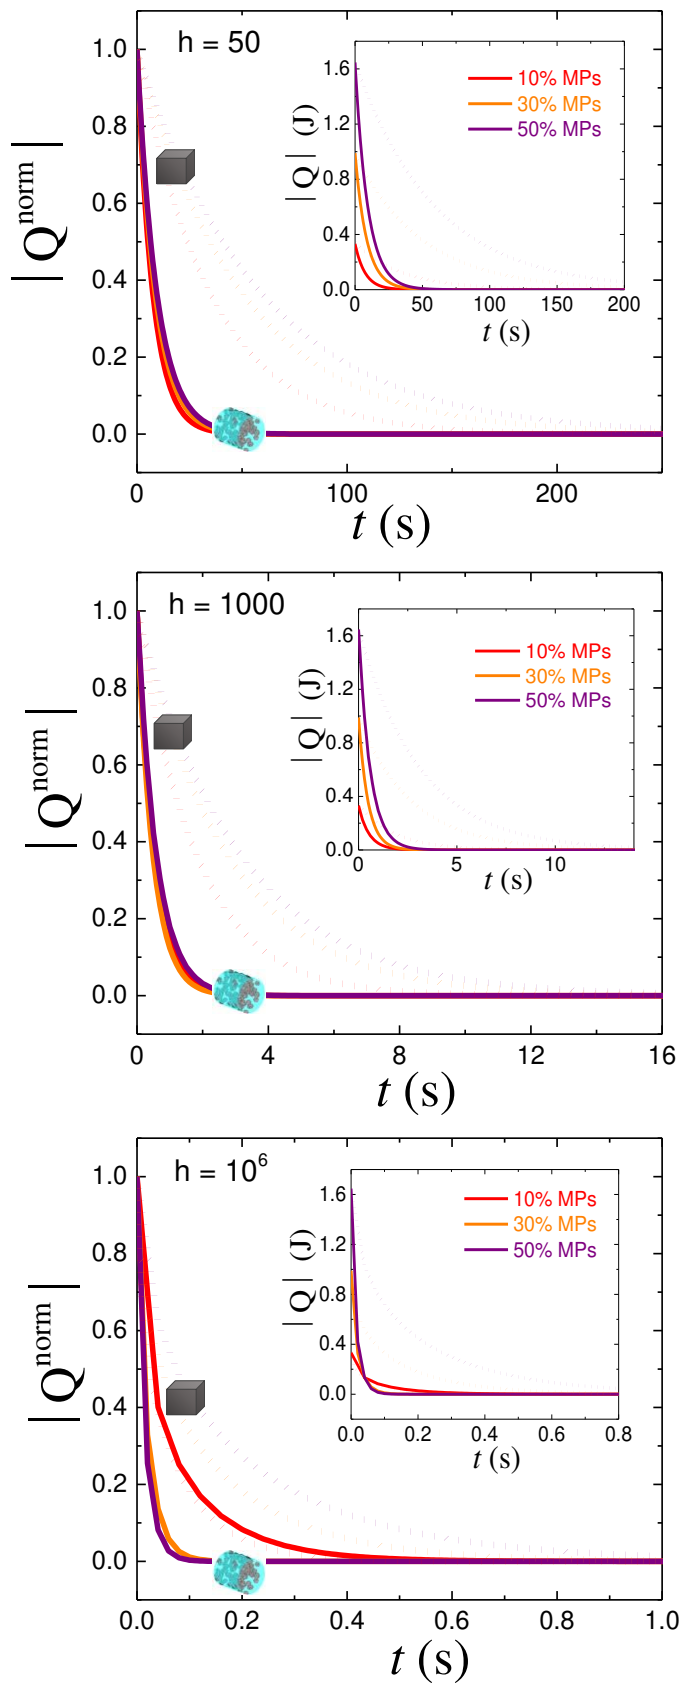 h = 50
1.0
0.8
0.6
0.4
0.2
0.0
|Q^norm|
0
100
200
t (s)
1.6
1.2
0.8
0.4
0.0
|Q| (J)
0
50
100
150
200
t (s)
10% MPs
30% MPs
50% MPs
h = 1000
1.0
0.8
0.6
0.4
0.2
0.0
|Q^norm|
0
4
8
12
16
t (s)
1.6
1.2
0.8
0.4
0.0
|Q| (J)
0
5
10
t (s)
10% MPs
30% MPs
50% MPs
h = 10^6
1.0
0.8
0.6
0.4
0.2
0.0
|Q^norm|
0.0
0.2
0.4
0.6
0.8
1.0
t (s)
1.6
1.2
0.8
0.4
0.0
|Q| (J)
0.0
0.2
0.4
0.6
0.8
t (s)
10% MPs
30% MPs
50% MPs